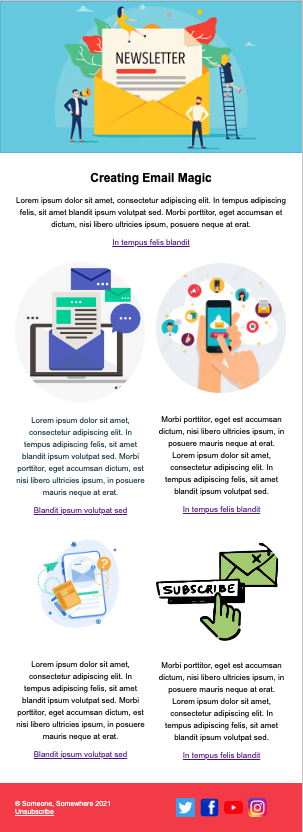 NEWSLETTER
Creating Email Magic
Lorem ipsum dolor sit amet, consectetur adipiscing elit. In tempus adipiscing
felis, sit amet blandit ipsum volutpat sed. Morbi porttitor, eget accumsan et
dictum, nisi libero ultricies ipsum, in posuere mauris neque at erat.
In tempus felis blandit
Lorem ipsum dolor sit amet,
consectetur adipiscing elit. In
tempus adipiscing felis, sit amet
blandit ipsum volutpat sed. Morbi
porttitor, eget accumsan dictum, est
nisi libero ultricies ipsum, in posuere
mauris neque at erat.
Blandit ipsum volutpat sed
Morbi porttitor, eget est accumsan
dictum, nisi libero ultricies ipsum, in
posuere mauris neque at erat.
Lorem ipsum dolor sit amet,
consectetur adipiscing elit. In
tempus adipiscing felis, sit amet
blandit ipsum volutpat sed.
In tempus felis blandit
SUBSCRIBE
Lorem ipsum dolor sit amet,
consectetur adipiscing elit. In
tempus adipiscing felis, sit amet
blandit ipsum volutpat sed. Morbi
porttitor, eget accumsan dictum, est
nisi libero ultricies ipsum, in posuere
mauris neque at erat.
Blandit ipsum volutpat sed
Morbi porttitor, eget est accumsan
dictum, nisi libero ultricies ipsum, in
posuere mauris neque at erat.
Lorem ipsum dolor sit amet,
consectetur adipiscing elit. In
tempus adipiscing felis, sit amet
blandit ipsum volutpat sed.
In tempus felis blandit
© Someone, Somewhere 2021
Unsubscribe